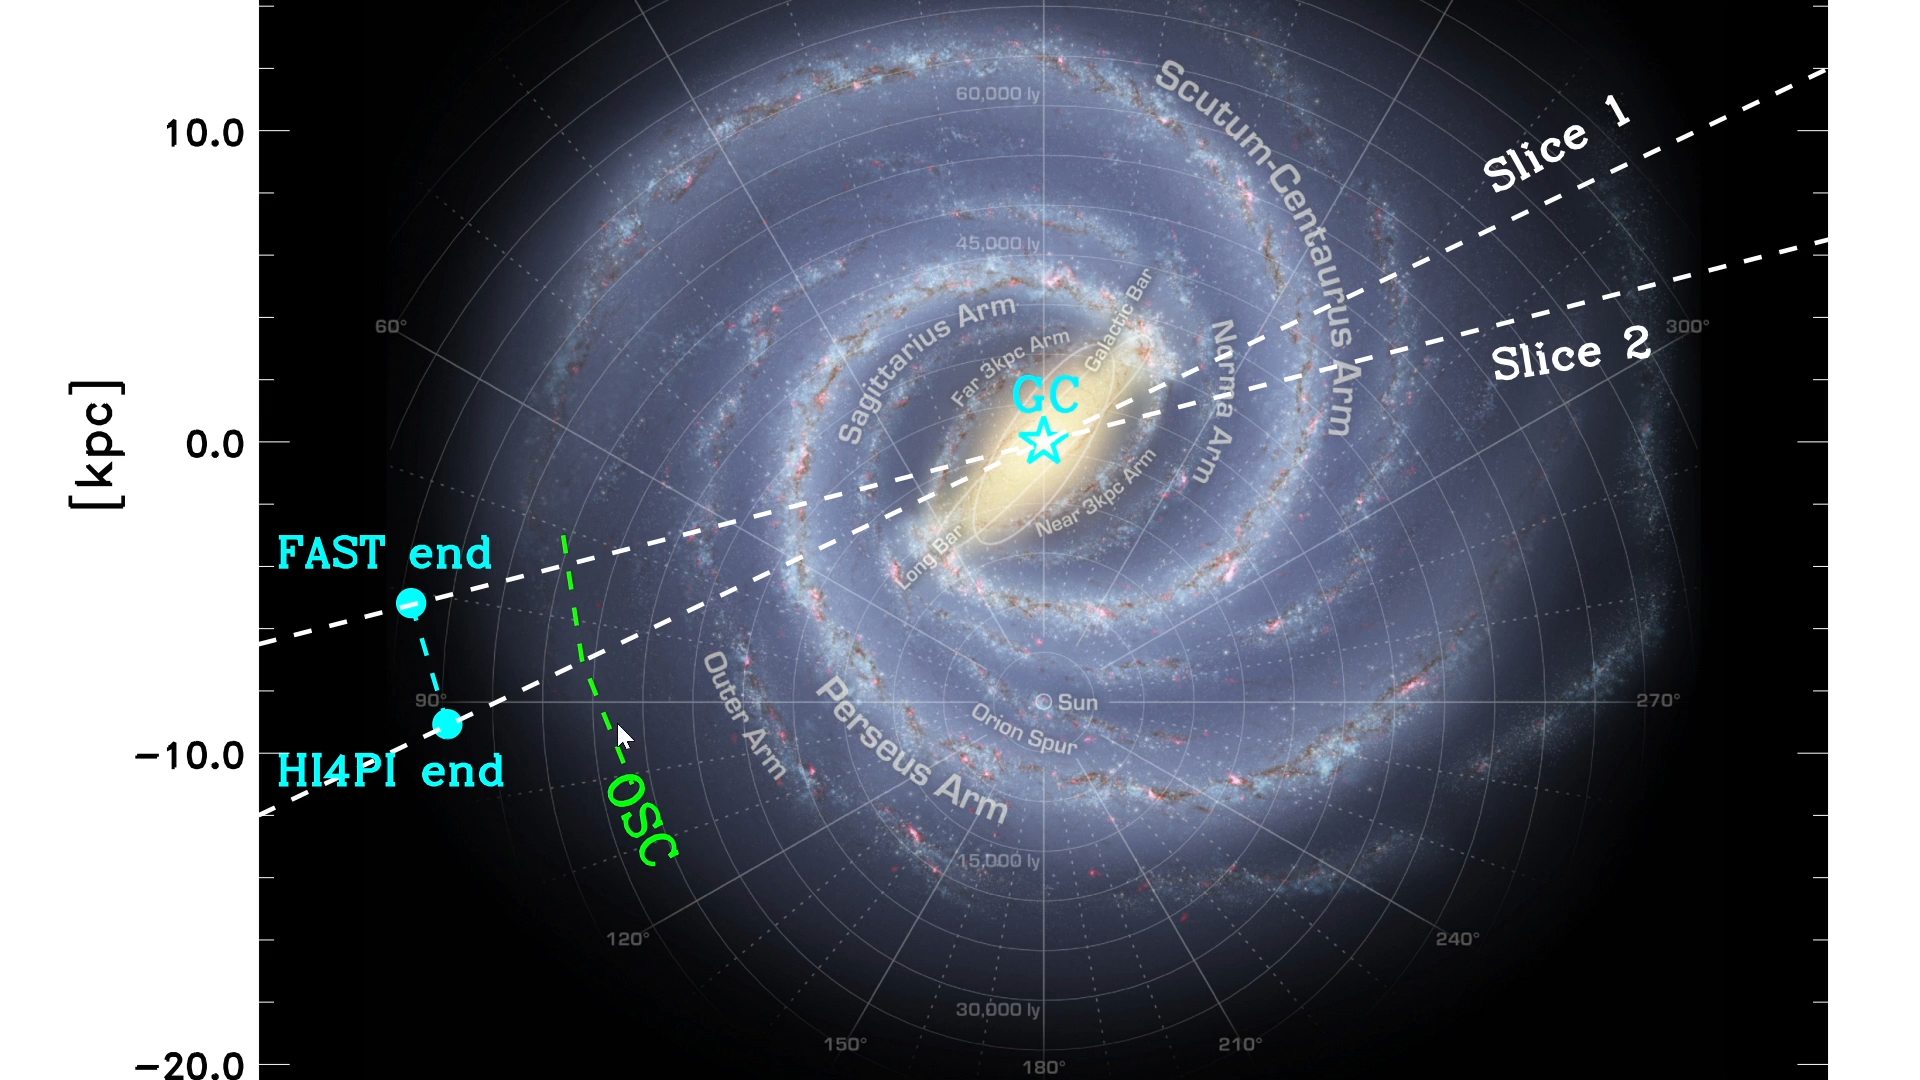 60,000 ly
Scutum-Centaurus Arm
Slice 1
10.0
45,000 ly
Galactic Bar
Sagittarius Arm
60°
300°
Far 3kpc Arm
Norma Arm
Slice 2
GC
[kpc]
0.0
Near 3kpc Arm
Long Bar
FAST end
90°
Sun
270°
Outer Arm
Perseus Arm
Orion Spur
−10.0
HI4PI end
OSC
15,000 ly
120°
240°
30,000 ly
150°
210°
180°
−20.0